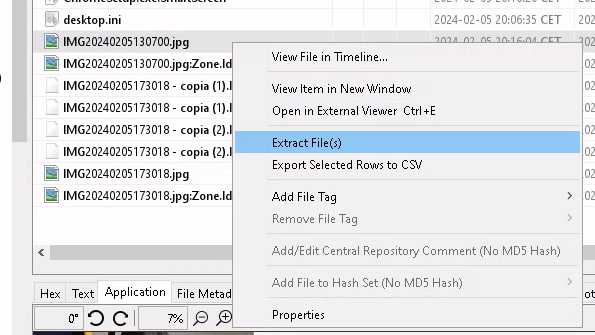 desktop.ini 2024-02-05 20:06:35 CET
IMG20240205130700.jpg
IMG20240205130700.jpg:Zone.Id
IMG20240205173018 - copia (1).
IMG20240205173018 - copia (1).
IMG20240205173018 - copia (2).
IMG20240205173018 - copia (2).
IMG20240205173018.jpg
IMG20240205173018.jpg:Zone.Id
View File in Timeline...
View Item in New Window
Open in External Viewer Ctrl+E
Extract File(s)
Export Selected Rows to CSV
Add File Tag
Remove File Tag
Add/Edit Central Repository Comment (No MD5 Hash)
Add File to Hash Set (No MD5 Hash)
Properties
Hex Text Application File Metad
0° 7%